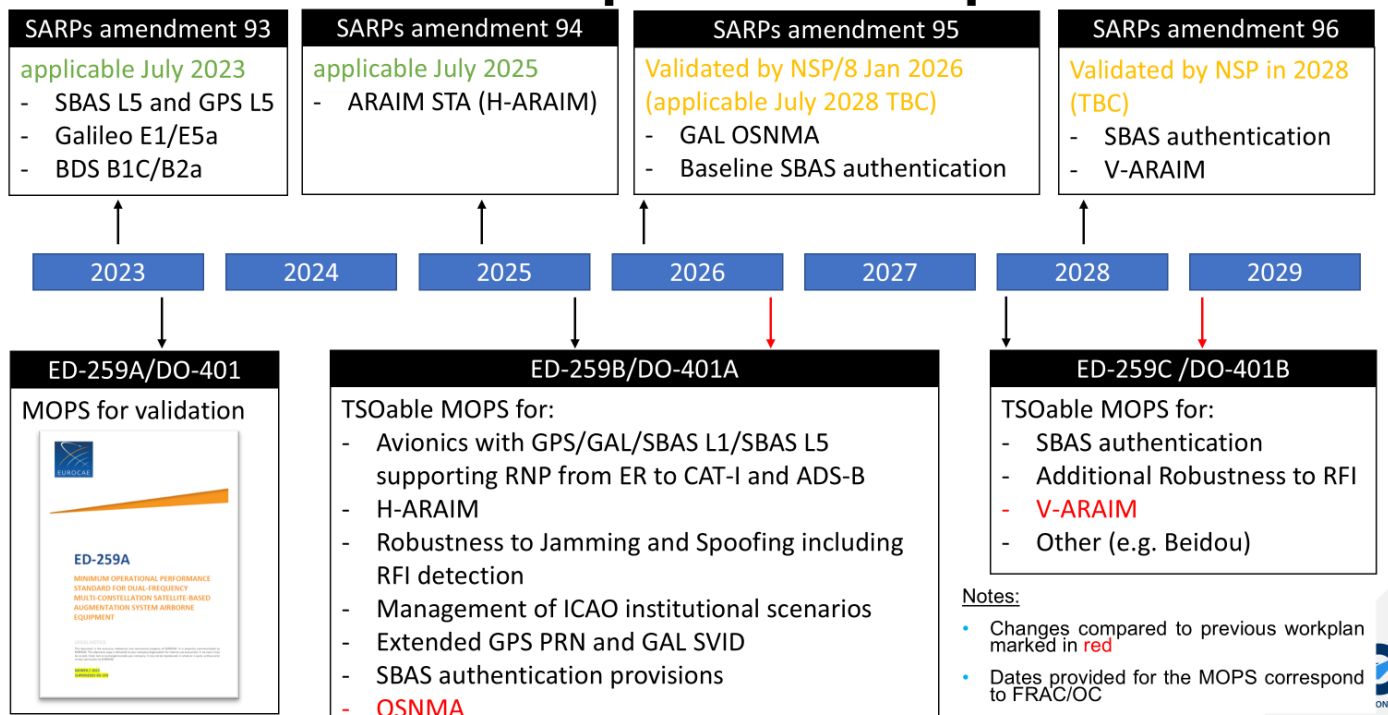 SARPs amendment 93
applicable July 2023
- SBAS L5 and GPS L5
- Galileo E1/E5a
- BDS B1C/B2a
SARPs amendment 94
applicable July 2025
- ARAIM STA (H-ARAIM)
SARPs amendment 95
Validated by NSP/8 Jan 2026
(applicable July 2028 TBC)
- GAL OSNMA
- Baseline SBAS authentication
SARPs amendment 96
Validated by NSP in 2028
(TBC)
- SBAS authentication
- V-ARAIM
2023
2024
2025
2026
2027
2028
2029
ED-259A/DO-401
MOPS for validation
EUROCAE
ED-259A
MINIMUM OPERATIONAL PERFORMANCE
STANDARD FOR DUAL-FREQUENCY
MULTI-CONSTELLATION SATELLITE-BASED
AUGMENTATION SYSTEM AIRBORNE
EQUIPMENT
ED-259B/DO-401A
TSOable MOPS for:
- Avionics with GPS/GAL/SBAS L1/SBAS L5
supporting RNP from ER to CAT-I and ADS-B
- H-ARAIM
- Robustness to Jamming and Spoofing including
RFI detection
- Management of ICAO institutional scenarios
- Extended GPS PRN and GAL SVID
- SBAS authentication provisions
- OSNMA
ED-259C /DO-401B
TSOable MOPS for:
- SBAS authentication
- Additional Robustness to RFI
- V-ARAIM
- Other (e.g. Beidou)
Notes:
• Changes compared to previous workplan
marked in red
• Dates provided for the MOPS correspond
to FRAC/OC
ON